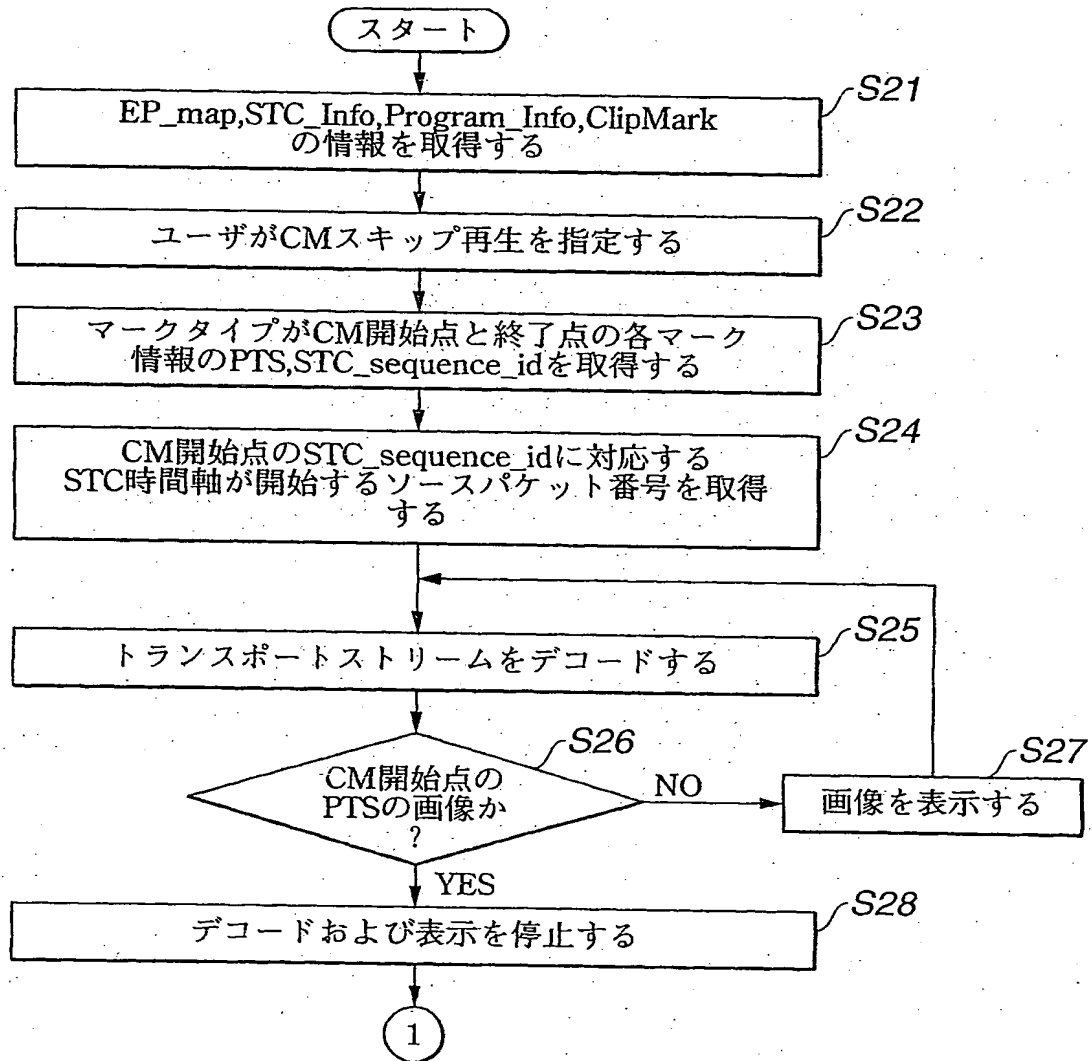 スタート
S21
EP_map,STC_Info,Program_Info,ClipMark
の情報を取得する
S22
ユーザがCMスキップ再生を指定する
S23
マークタイプがCM開始点と終了点の各マーク
情報のPTS,STC_sequence_idを取得する
S24
CM開始点のSTC_sequence_idに対応する
STC時間軸が開始するソースパケット番号を取得
する
S25
トランスポートストリームをデコードする
S26
CM開始点の
PTSの画像か
?
NO
S27
画像を表示する
YES
S28
デコードおよび表示を停止する
1